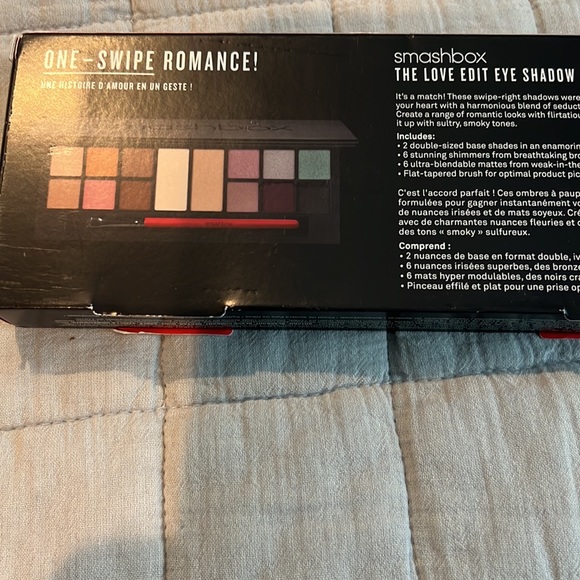 ONE-SWIPE ROMANCE!
UNE HISTOIRE D'AMOUR EN UN GESTE !
smashbox
smashbox
THE LOVE EDIT EYE SHADOW
It's a match! These swipe-right shadows were
your heart with a harmonious blend of seduct
Create a range of romantic looks with flirtatiou
it up with sultry, smoky tones.
Includes:
• 2 double-sized base shades in an enamorin
• 6 stunning shimmers from breathtaking bro
• 6 ultra-blendable mattes from weak-in-the-
• Flat-tapered brush for optimal product pic
C'est l'accord parfait ! Ces ombres à paup
formulées pour gagner instantanément vo
de nuances irisées et de mats soyeux. Cré
avec de charmantes nuances fleuries et c
des tons « smoky » sulfureux.
Comprend :
• 2 nuances de base en format double, iv
• 6 nuances irisées superbes, des bronze
• 6 mats hyper modulables, des noirs cra
• Pinceau effilé et plat pour une prise op